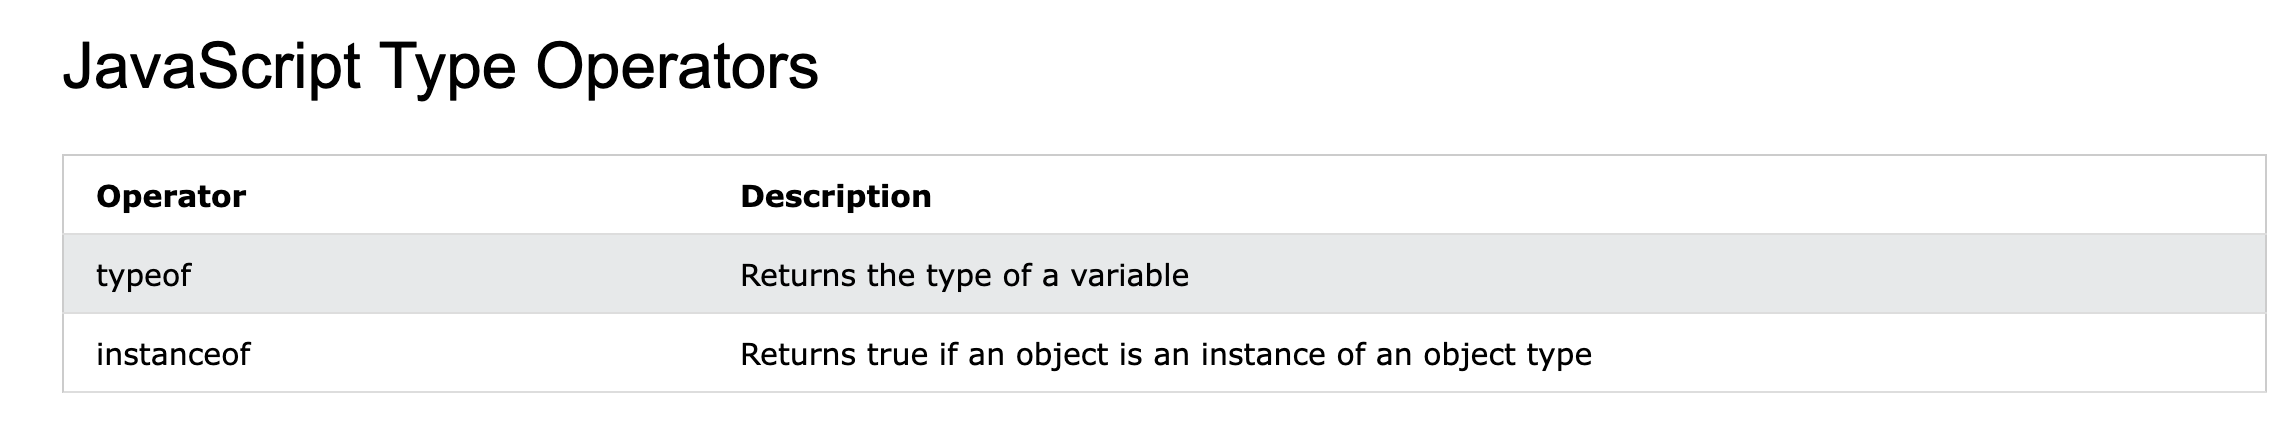 JavaScript Type Operators
Operator Description
typeof Returns the type of a variable
instanceof Returns true if an object is an instance of an object type